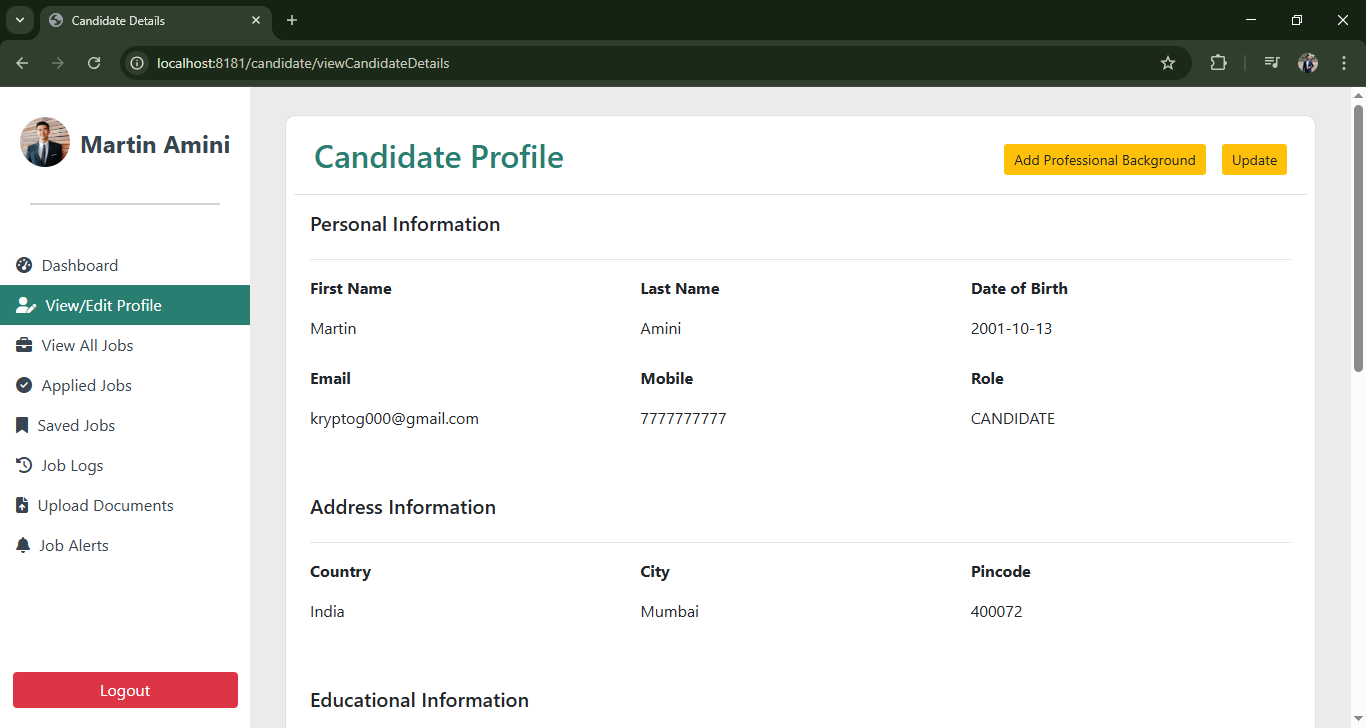 Candidate Details
localhost:8181/candidate/viewCandidateDetails
Martin Amini
Dashboard
View/Edit Profile
View All Jobs
Applied Jobs
Saved Jobs
Job Logs
Upload Documents
Job Alerts
Logout
Candidate Profile
Add Professional Background Update
Personal Information
First Name Last Name Date of Birth
Martin Amini 2001-10-13
Email Mobile Role
kryptog000@gmail.com 7777777777 CANDIDATE
Address Information
Country City Pincode
India Mumbai 400072
Educational Information